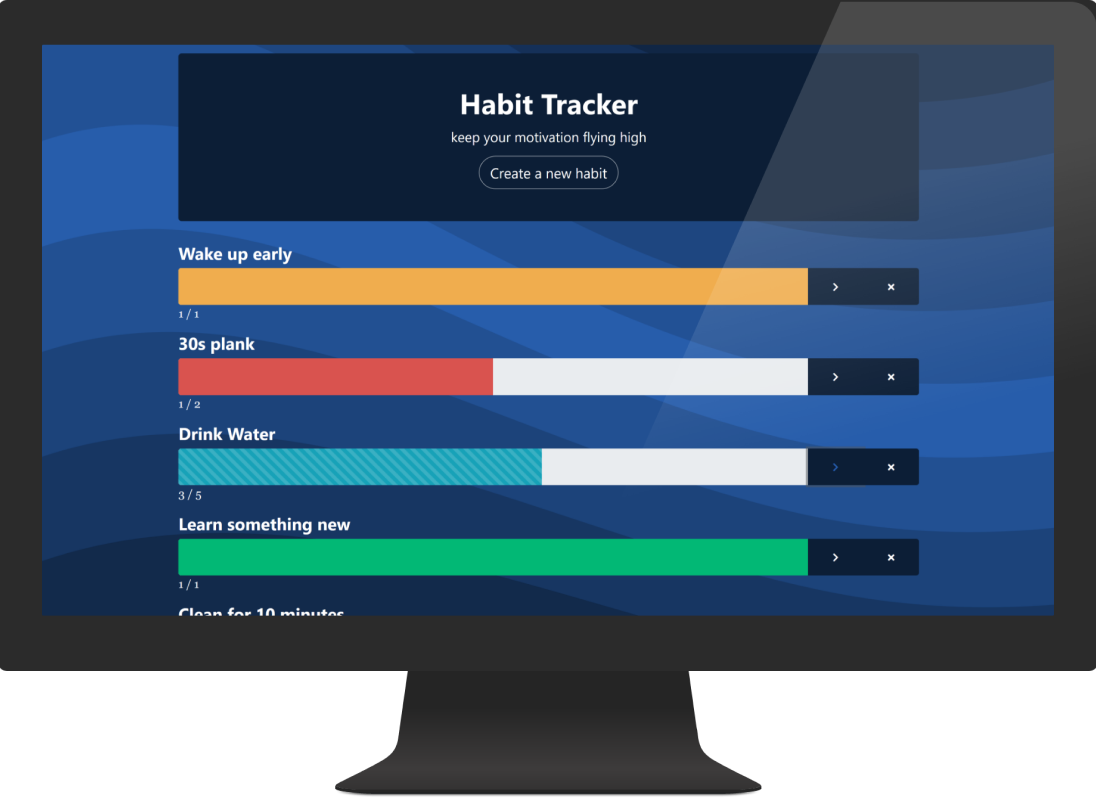 Habit Tracker
keep your motivation flying high
Create a new habit
Wake up early
1 / 1
30s plank
1 / 2
Drink Water
3 / 5
Learn something new
1 / 1
Clean for 10 minutes